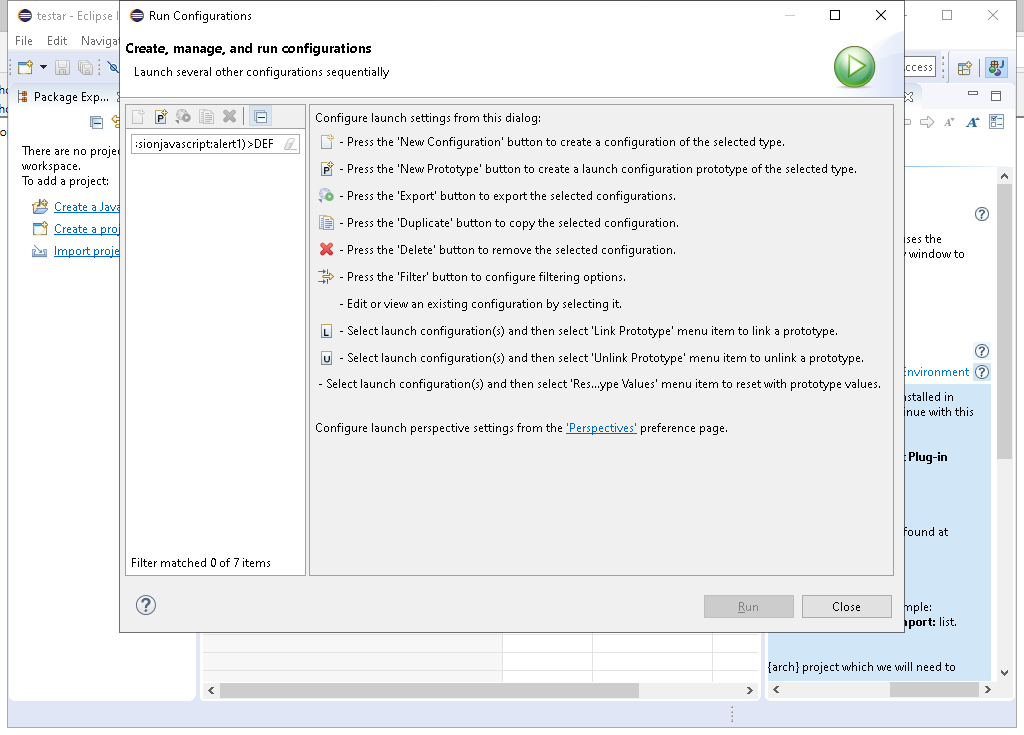 testar - Eclipse I
Run Configurations
File Edit Navigat
Create, manage, and run configurations
Launch several other configurations sequentially
ccess
Package Exp...
There are no projec
workspace.
To add a project:
Create a Java
Create a proj
Import proje
:sionjavascript:alert1)>DEF
Filter matched 0 of 7 items
Configure launch settings from this dialog:
- Press the 'New Configuration' button to create a configuration of the selected type.
P - Press the 'New Prototype' button to create a launch configuration prototype of the selected type.
- Press the 'Export' button to export the selected configurations.
- Press the 'Duplicate' button to copy the selected configuration.
- Press the 'Delete' button to remove the selected configuration.
- Press the 'Filter' button to configure filtering options.
- Edit or view an existing configuration by selecting it.
L - Select launch configuration(s) and then select 'Link Prototype' menu item to link a prototype.
U - Select launch configuration(s) and then select 'Unlink Prototype' menu item to unlink a prototype.
- Select launch configuration(s) and then select 'Res...ype Values' menu item to reset with prototype values.
Configure launch perspective settings from the 'Perspectives' preference page.
Run Close
uses the
window to
Environment
nstalled in
inue with this
Plug-in
found at
mple:
mport: list.
{arch} project which we will need to